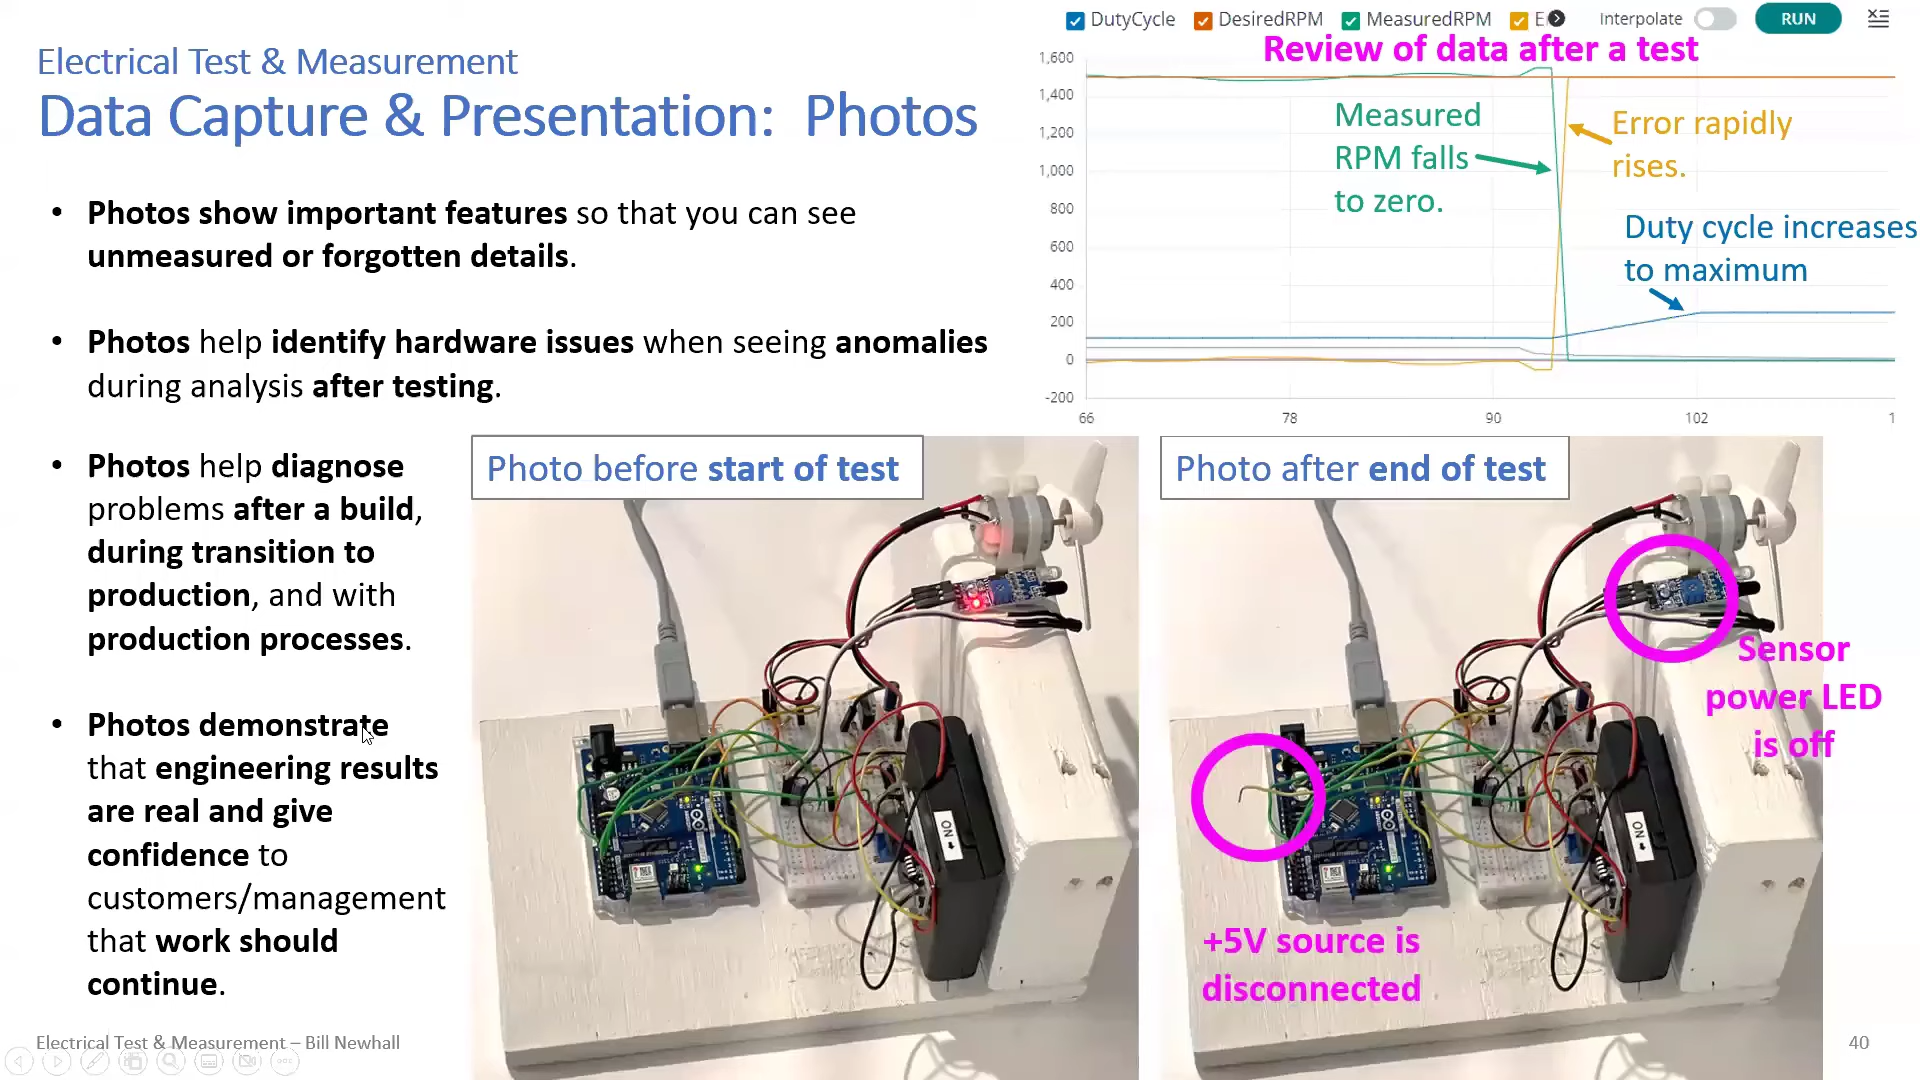 DutyCycle DesiredRPM MeasuredRPM Interpolate RUN
Review of data after a test
Electrical Test & Measurement
Data Capture & Presentation: Photos
• Photos show important features so that you can see
unmeasured or forgotten details.
• Photos help identify hardware issues when seeing anomalies
during analysis after testing.
• Photos help diagnose
problems after a build,
during transition to
production, and with
production processes.
• Photos demonstrate
that engineering results
are real and give
confidence to
customers/management
that work should
continue.
1,600
1,400
1,200
1,000
800
600
400
200
0
-200
66 78 90 102 1
Measured
RPM falls
to zero.
Error rapidly
rises.
Duty cycle increases
to maximum
Photo before start of test
ON
Photo after end of test
Sensor
power LED
is off
ON
+5V source is
disconnected
Electrical Test & Measurement – Bill Newhall
40